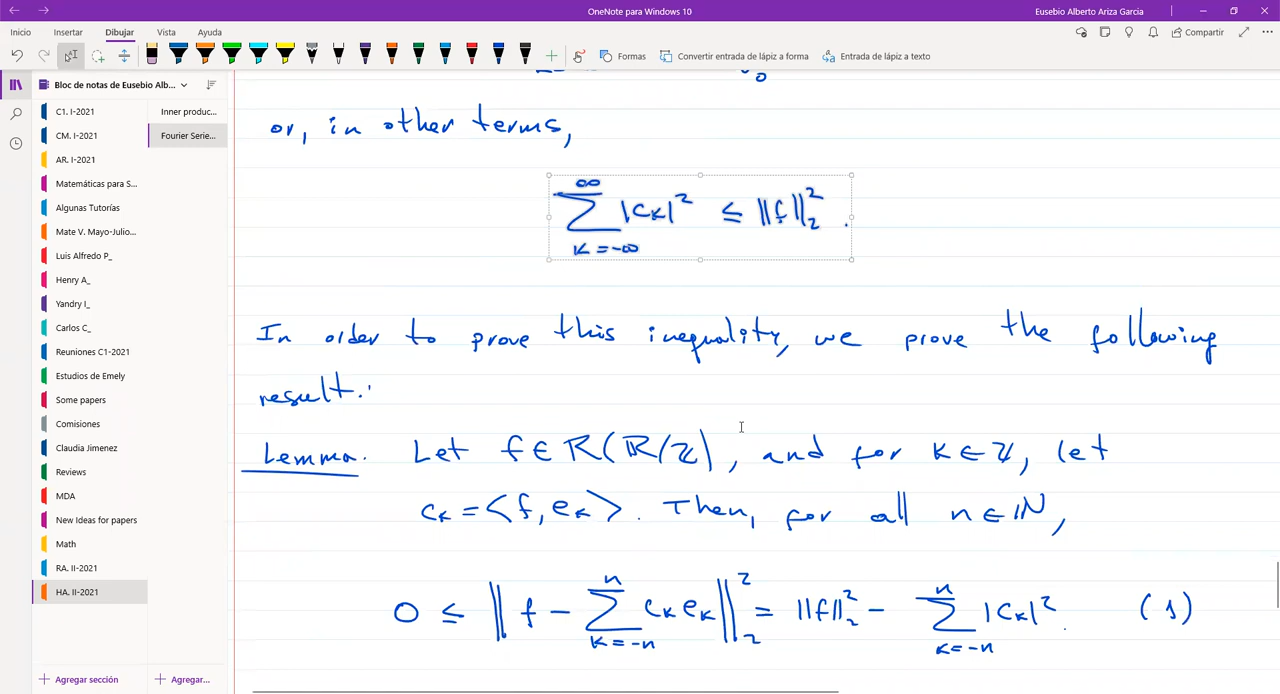 OneNote para Windows 10
Eusebio Alberto Ariza Garcia
Inicio Insertar Dibujar Vista Ayuda
Compartir
Formas Convertir entrada de lápiz a forma Entrada de lápiz a texto
Bloc de notas de Eusebio Alb...
C1. I-2021
CM. I-2021
AR. I-2021
Matemáticas para S...
Algunas Tutorías
Mate V. Mayo-Julio...
Luis Alfredo P_
Henry A_
Yandry I_
Carlos C_
Reuniones C1-2021
Estudios de Emely
Some papers
Comisiones
Claudia Jimenez
Reviews
MDA
New Ideas for papers
Math
RA. II-2021
HA. II-2021
Agregar sección
Inner produc...
Fourier Serie...
Agregar...
or, in other terms,
∑_{k=-∞}^{∞} |c_k|² ≤ ||f||₂².
In order to prove this inequality, we prove the following
result:
Lemma. Let f∈R(ℝ/ℤ), and for k∈ℤ, let
c_k = <f, e_k>. Then, for all n∈ℕ,
0 ≤ ||f - ∑_{k=-n}^{n} c_k e_k||₂² = ||f||₂² - ∑_{k=-n}^{n} |c_k|². (1)